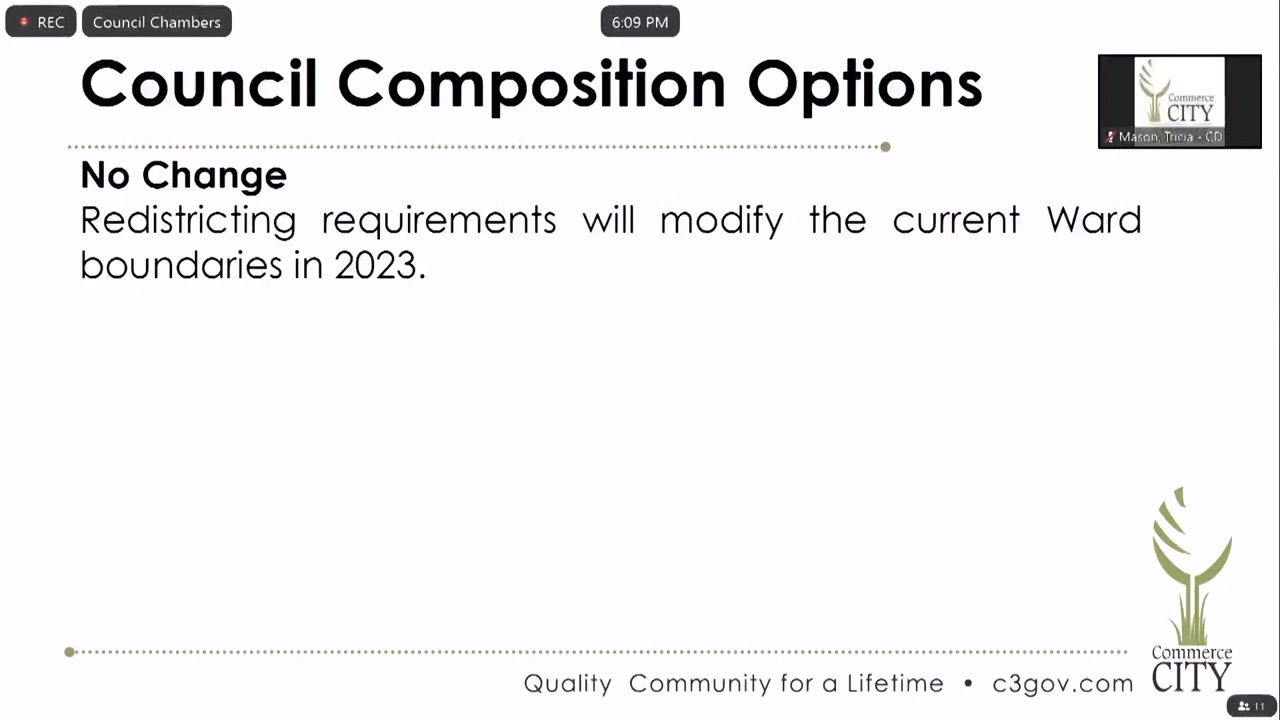 REC
Council Chambers
6:09 PM
Council Composition Options
Commerce
CITY
Mason, Tricia - CD
No Change
Redistricting requirements will modify the current Ward
boundaries in 2023.
Commerce
CITY
Quality Community for a Lifetime • c3gov.com
11